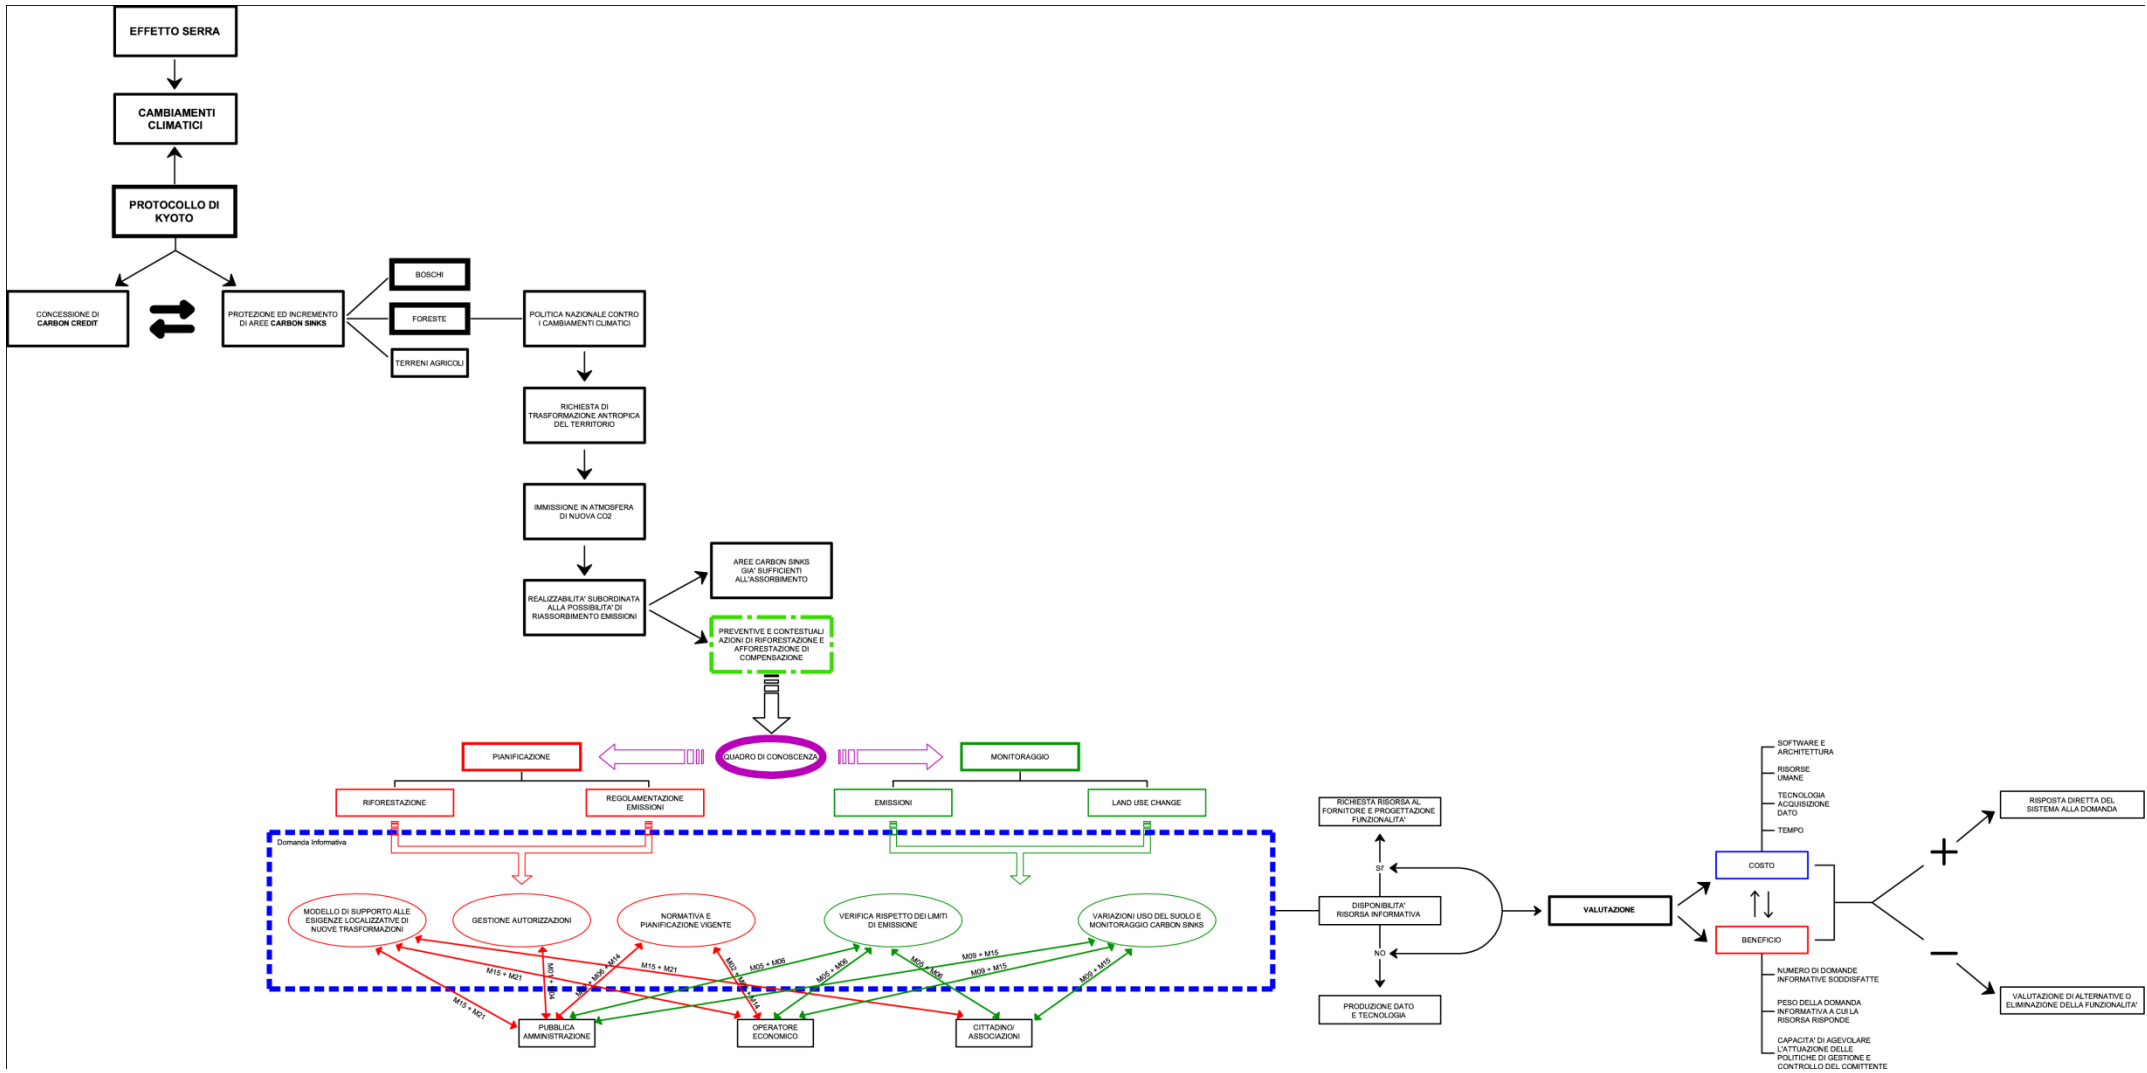 EFFETTO SERRA
CAMBIAMENTI
CLIMATICI
PROTOCOLLO DI
KYOTO
CONCESSIONE DI
CARBON CREDIT
PROTEZIONE ED INCREMENTO
DI AREE CARBON SINKS
BOSCHI
FORESTE
TERRENI AGRICOLI
POLITICA NAZIONALE CONTRO
I CAMBIAMENTI CLIMATICI
RICHIESTA DI
TRASFORMAZIONE ANTROPICA
DEL TERRITORIO
IMMISSIONE IN ATMOSFERA
DI NUOVA CO2
REALIZZABILITA' SUBORDINATA
ALLA POSSIBILITA' DI
RIASSORBIMENTO EMISSIONI
AREE CARBON SINKS
GIA' SUFFICIENTI
ALL'ASSORBIMENTO
PREVENTIVE E CONTESTUALI
AZIONI DI RIFORESTAZIONE E
AFFORESTAZIONE DI
COMPENSAZIONE
QUADRO DI CONOSCENZA
PIANIFICAZIONE
MONITORAGGIO
RIFORESTAZIONE
REGOLAMENTAZIONE
EMISSIONI
EMISSIONI
LAND USE CHANGE
Domanda Informativa
MODELLO DI SUPPORTO ALLE
ESIGENZE LOCALIZZATIVE DI
NUOVE TRASFORMAZIONI
GESTIONE AUTORIZZAZIONI
NORMATIVA E
PIANIFICAZIONE VIGENTE
VERIFICA RISPETTO DEI LIMITI
DI EMISSIONE
VARIAZIONI USO DEL SUOLO E
MONITORAGGIO CARBON SINKS
M15 + M21
M15 + M21
M15 + M21
M05 + M06
M05 + M06
M05 + M06
M09 + M15
M09 + M15
M09 + M15
PUBBLICA
AMMINISTRAZIONE
OPERATORE
ECONOMICO
CITTADINO/
ASSOCIAZIONI
RICHIESTA RISORSA AL
FORNITORE E PROGETTAZIONE
FUNZIONALITA'
SI'
DISPONIBILITA'
RISORSA INFORMATIVA
NO
PRODUZIONE DATO
E TECNOLOGIA
VALUTAZIONE
SOFTWARE E
ARCHITETTURA
RISORSE
UMANE
TECNOLOGIA
ACQUISIZIONE
DATO
TEMPO
COSTO
BENEFICIO
NUMERO DI DOMANDE
INFORMATIVE SODDISFATTE
PESO DELLA DOMANDA
INFORMATIVA A CUI LA
RISORSA RISPONDE
CAPACITA' DI AGEVOLARE
L'ATTUAZIONE DELLE
POLITICHE DI GESTIONE E
CONTROLLO DEL COMITTENTE
+
−
RISPOSTA DIRETTA DEL
SISTEMA ALLA DOMANDA
VALUTAZIONE DI ALTERNATIVE O
ELIMINAZIONE DELLA FUNZIONALITA'